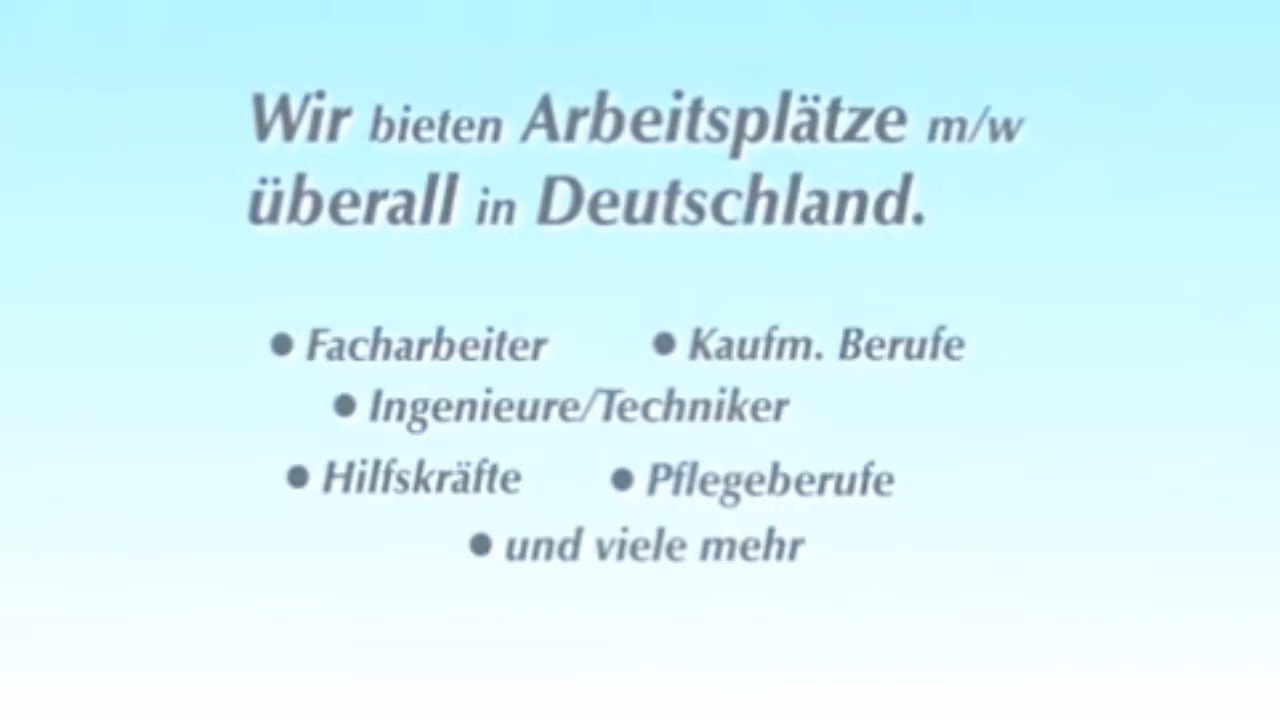 Wir bieten Arbeitsplätze m/w
überall in Deutschland.
• Facharbeiter • Kaufm. Berufe
• Ingenieure/Techniker
• Hilfskräfte • Pflegeberufe
• und viele mehr